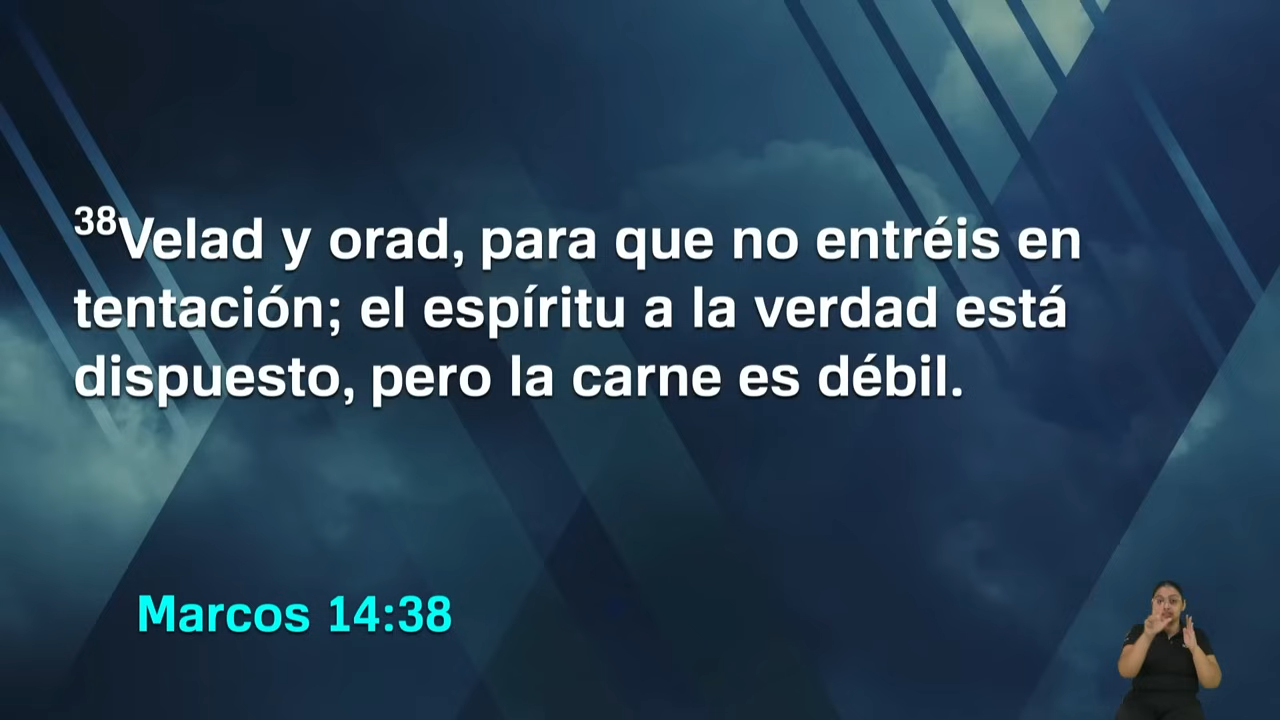 38Velad y orad, para que no entréis en
tentación; el espíritu a la verdad está
dispuesto, pero la carne es débil.
Marcos 14:38